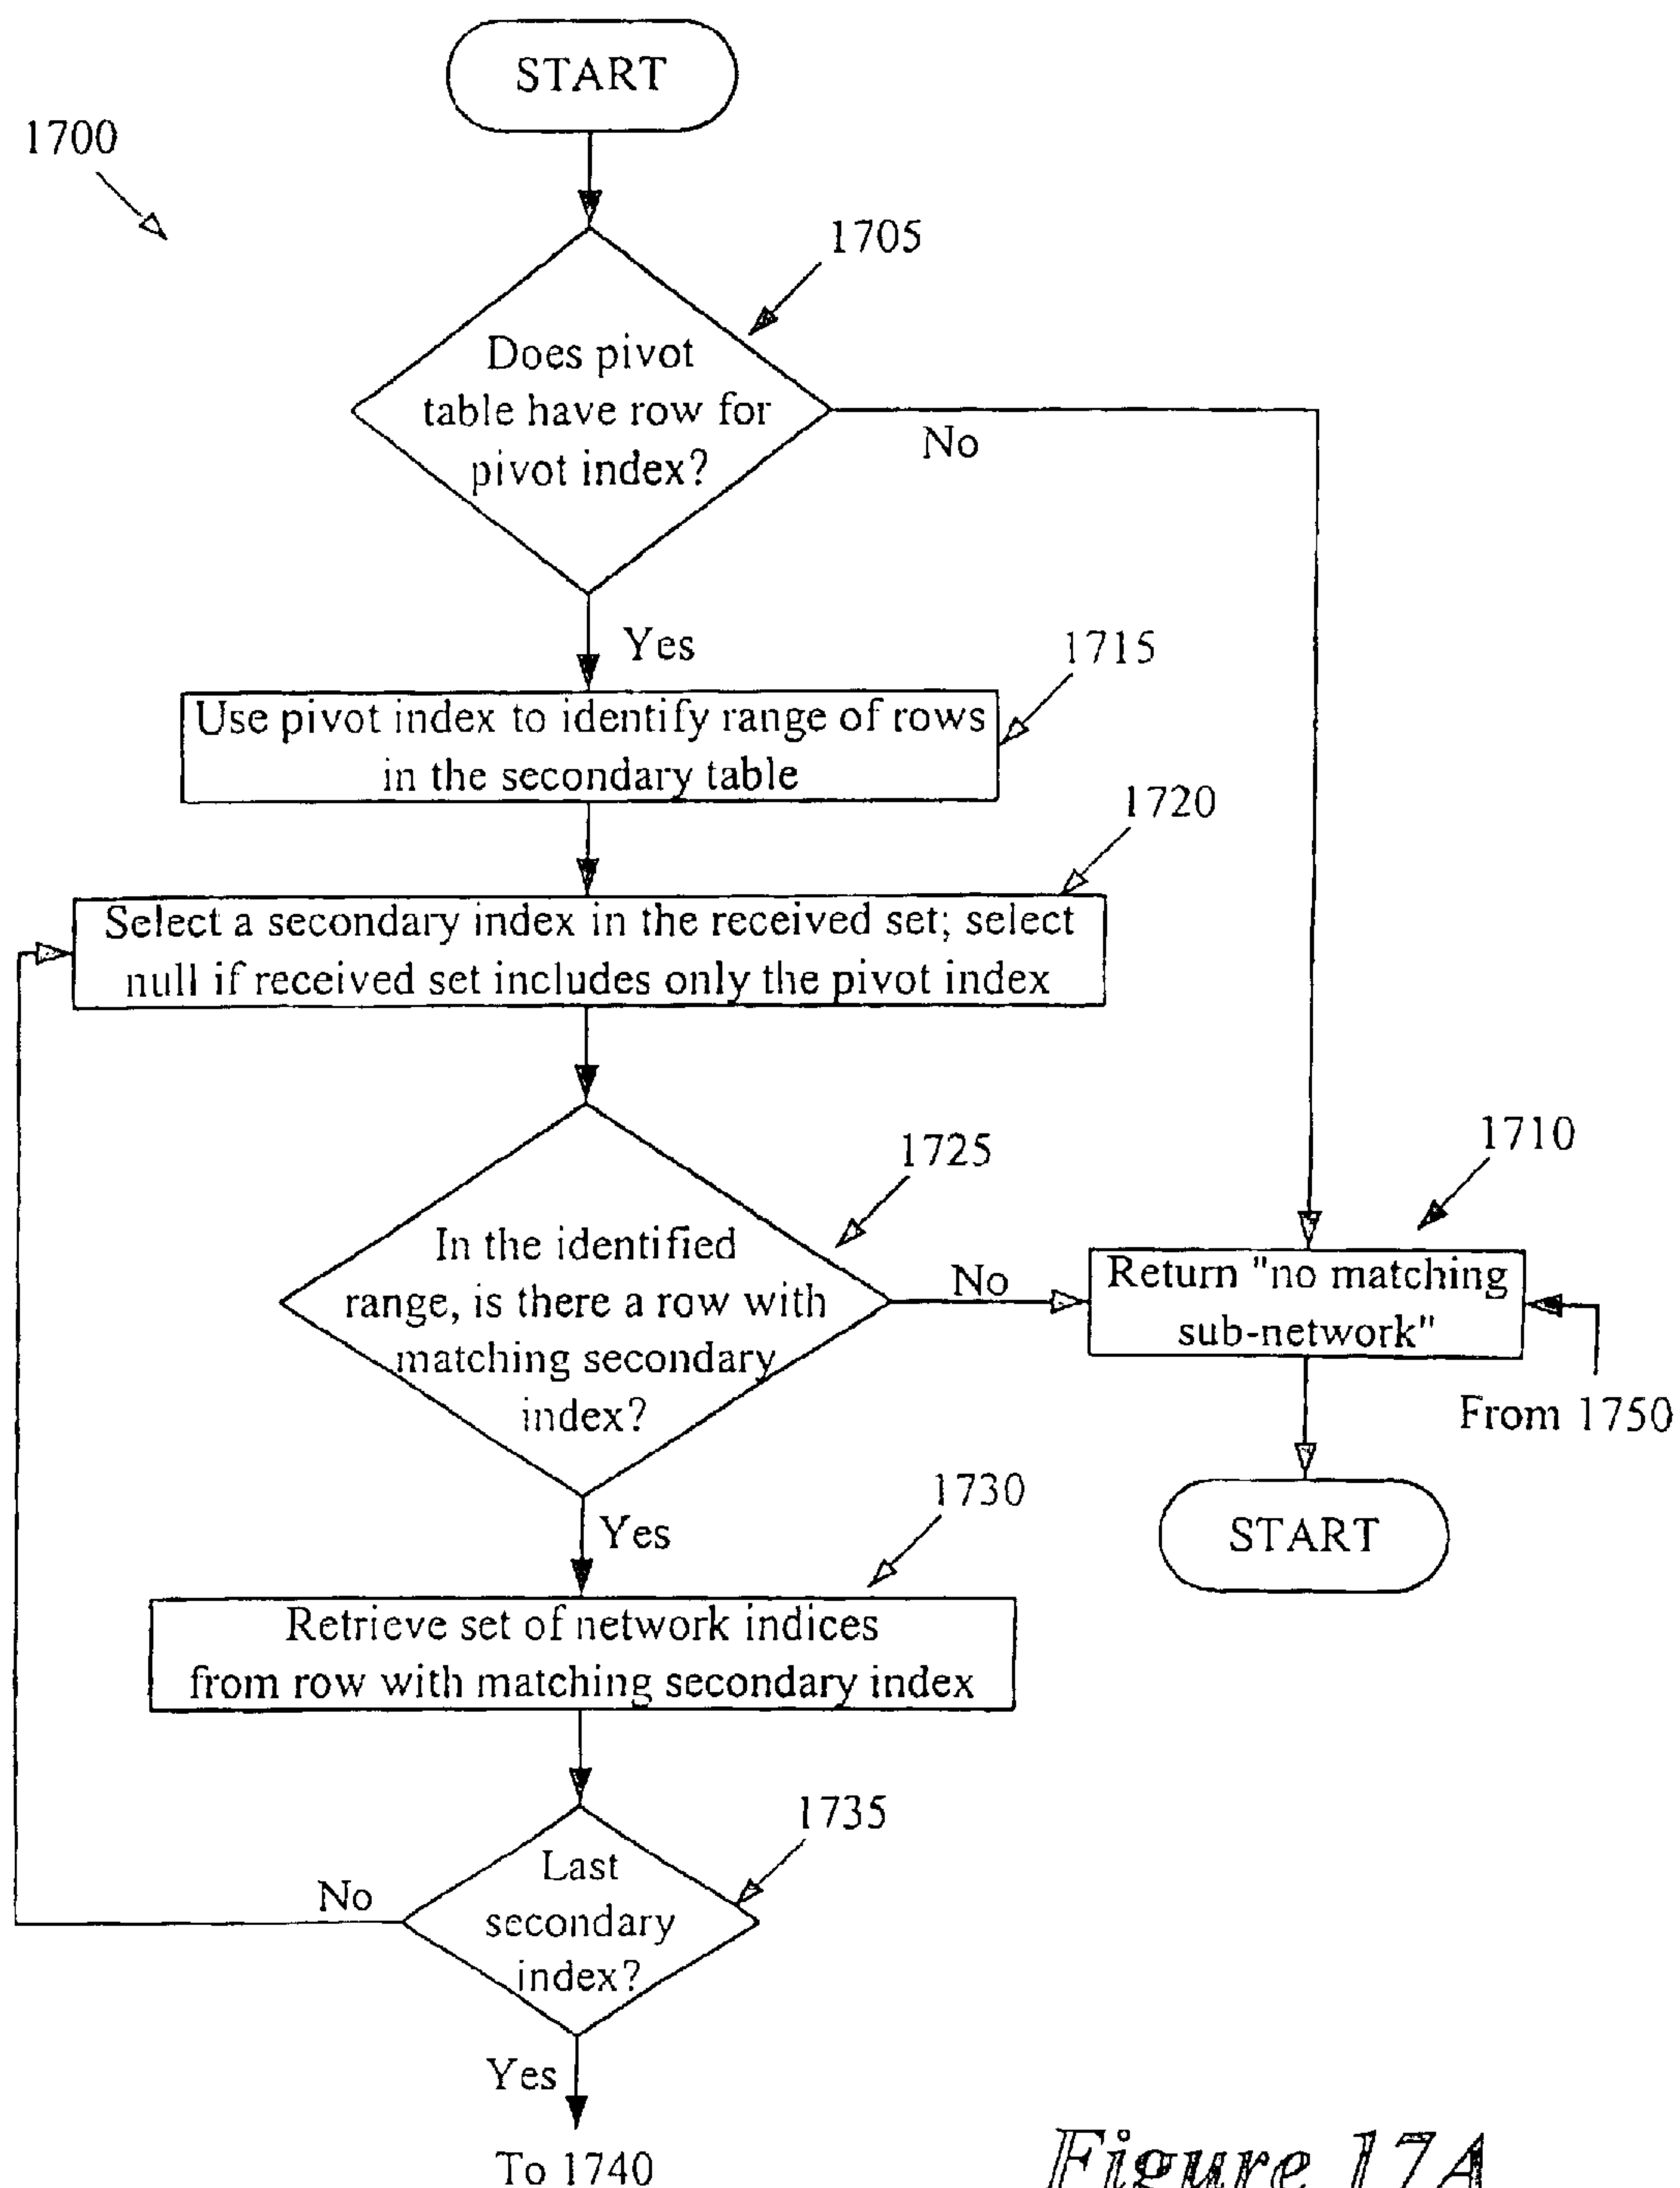 START
1700
1705
Does pivot
table have row for
pivot index?
No
Yes
1715
Use pivot index to identify range of rows
in the secondary table
1720
Select a secondary index in the received set; select
null if received set includes only the pivot index
1725
In the identified
range, is there a row with
matching secondary
index?
No
1710
Return "no matching
sub-network"
From 1750
START
Yes
1730
Retrieve set of network indices
from row with matching secondary index
1735
Last
secondary
index?
No
Yes
To 1740
Figure 17A